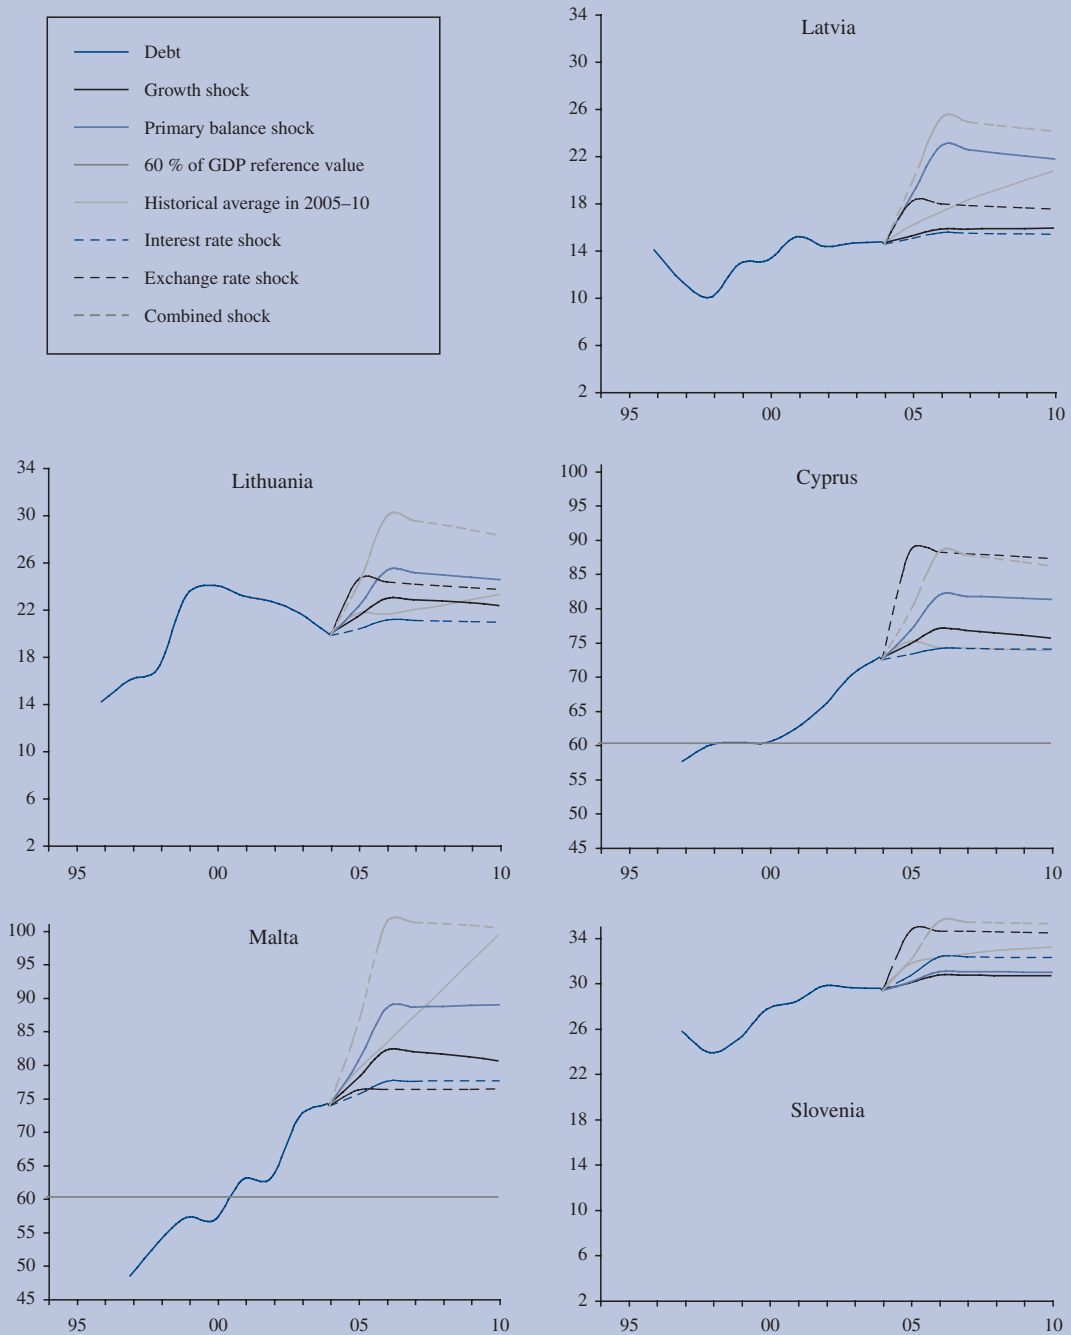 Debt
Growth shock
Primary balance shock
60 % of GDP reference value
Historical average in 2005–10
Interest rate shock
Exchange rate shock
Combined shock
Latvia
34
30
26
22
18
14
10
6
2
95 00 05 10
Lithuania
34
30
26
22
18
14
10
6
2
95 00 05 10
Cyprus
100
95
90
85
80
75
70
65
60
55
50
45
95 00 05 10
Malta
100
95
90
85
80
75
70
65
60
55
50
45
95 00 05 10
34
30
26
22
18
Slovenia
14
10
6
2
95 00 05 10